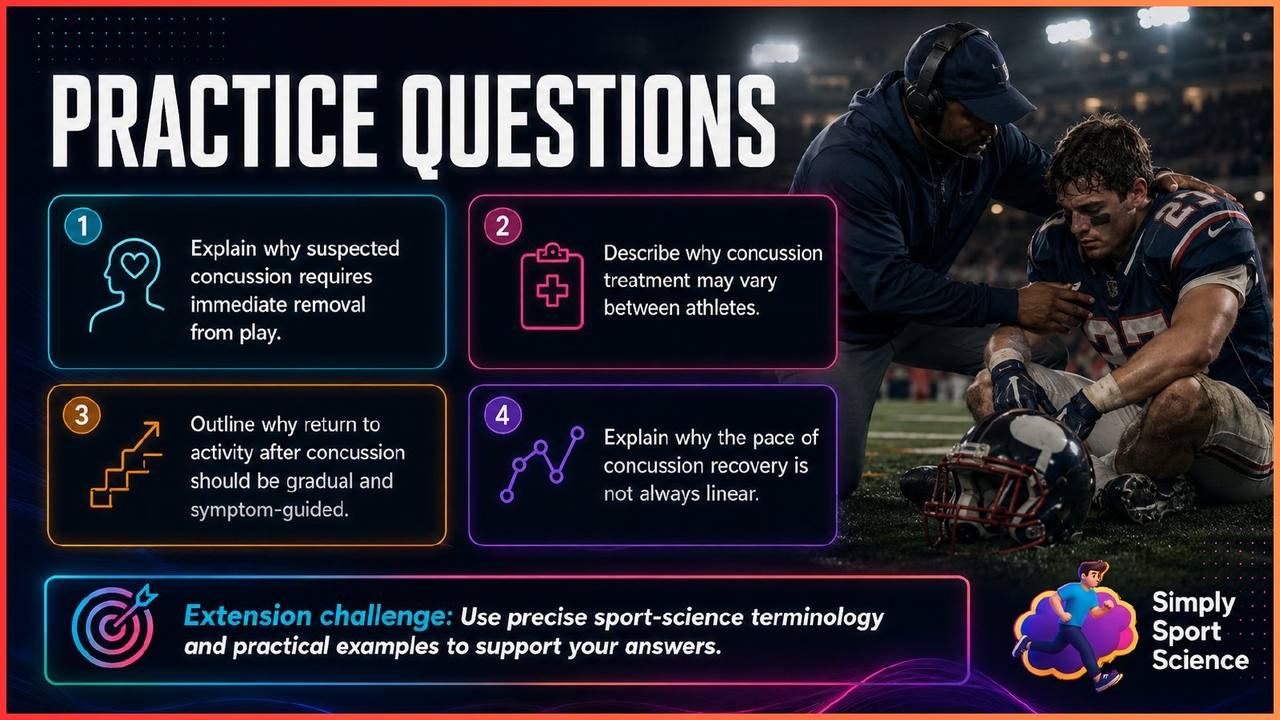 PRACTICE QUESTIONS
1
Explain why suspected
concussion requires
immediate removal
from play.
2
Describe why concussion
treatment may vary
between athletes.
3
Outline why return to
activity after concussion
should be gradual and
symptom-guided.
4
Explain why the pace of
concussion recovery is
not always linear.
Extension challenge: Use precise sport-science terminology
and practical examples to support your answers.
Simply
Sport
Science
27